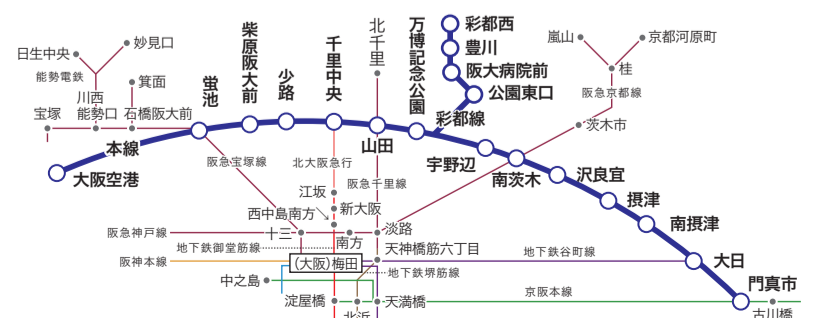 彩都西
豊川
阪大病院前
公園東口
彩都線
万博記念公園
北千里
千里中央
少路
柴原阪大前
蛍池
妙見口
日生中央
能勢電鉄
箕面
川西
能勢口
石橋阪大前
宝塚
本線
大阪空港
山田
宇野辺
南茨木
沢良宜
摂津
南摂津
大日
門真市
古川橋
嵐山
京都河原町
桂
阪急京都線
茨木市
阪急宝塚線
北大阪急行
阪急千里線
江坂
西中島南方
新大阪
阪急神戸線
十三
南方
淡路
地下鉄御堂筋線
天神橋筋六丁目
阪神本線
(大阪)梅田
地下鉄谷町線
地下鉄堺筋線
中之島
淀屋橋
北浜
天満橋
京阪本線